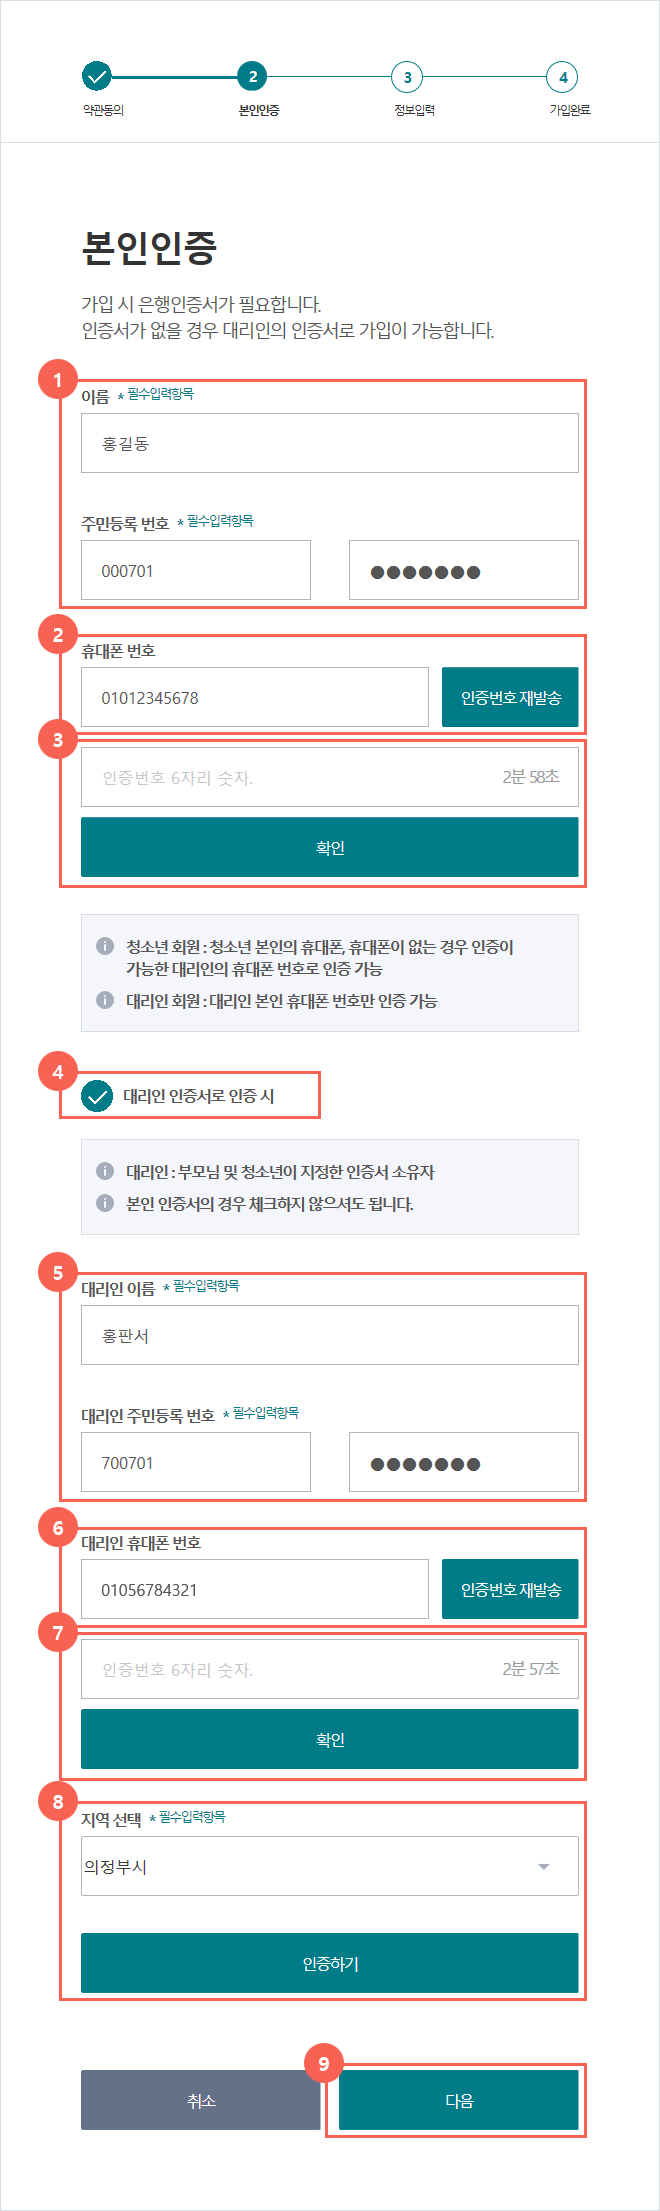 2 3 4
약관동의 본인인증 정보입력 가입완료
본인인증
가입 시 은행인증서가 필요합니다.
인증서가 없을 경우 대리인의 인증서로 가입이 가능합니다.
1
이름 * 필수입력항목
홍길동
주민등록 번호 * 필수입력항목
000701 ●●●●●●●
2
휴대폰 번호
01012345678 인증번호 재발송
3
인증번호 6자리 숫자. 2분 58초
확인
청소년 회원 : 청소년 본인의 휴대폰, 휴대폰이 없는 경우 인증이
가능한 대리인의 휴대폰 번호로 인증 가능
대리인 회원 : 대리인 본인 휴대폰 번호만 인증 가능
4
대리인 인증서로 인증 시
대리인 : 부모님 및 청소년이 지정한 인증서 소유자
본인 인증서의 경우 체크하지 않으셔도 됩니다.
5
대리인 이름 * 필수입력항목
홍판서
대리인 주민등록 번호 * 필수입력항목
700701 ●●●●●●●
6
대리인 휴대폰 번호
01056784321 인증번호 재발송
7
인증번호 6자리 숫자. 2분 57초
확인
8
지역 선택 * 필수입력항목
의정부시
인증하기
9
취소 다음